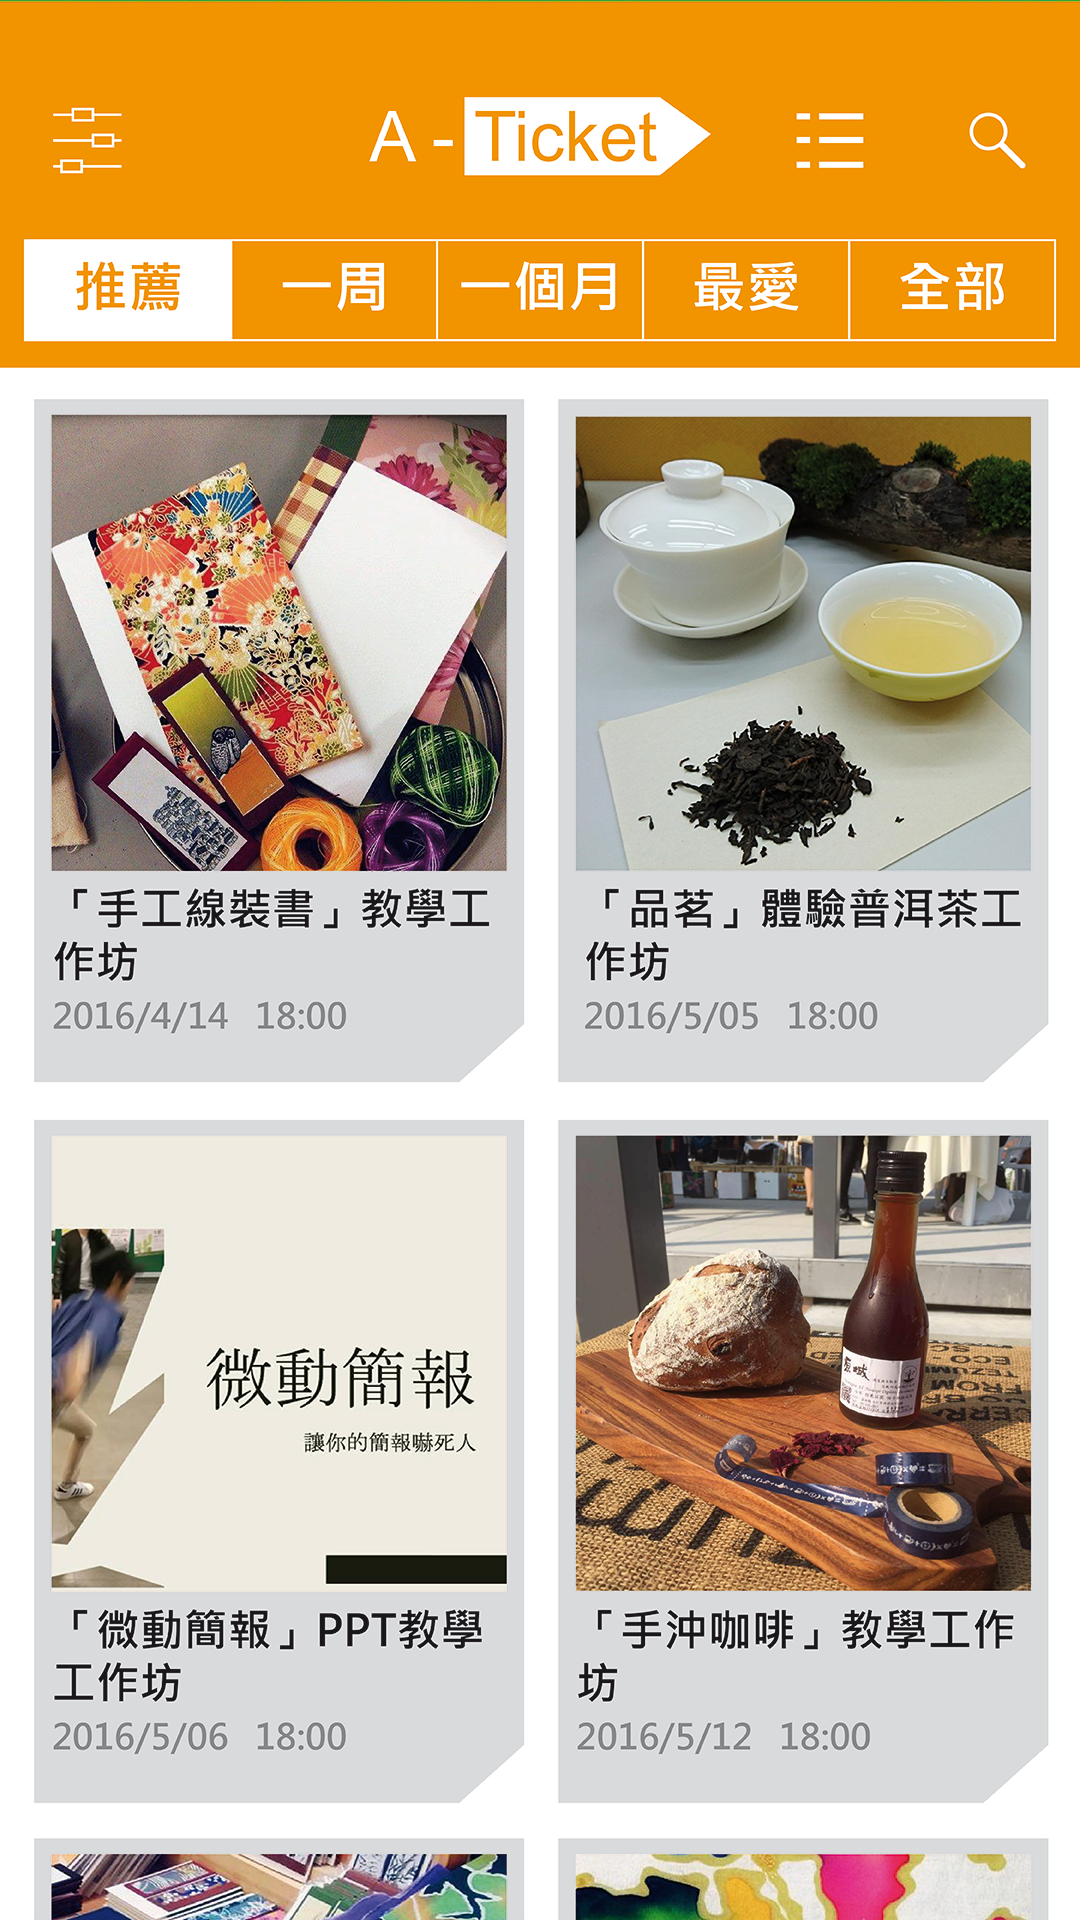 A - Ticket
推薦 一周 一個月 最愛 全部
「手工線裝書」教學工
作坊
2016/4/14 18:00
「品茗」體驗普洱茶工
作坊
2016/5/05 18:00
微動簡報
讓你的簡報嚇死人
「微動簡報」PPT教學
工作坊
2016/5/06 18:00
「手沖咖啡」教學工作
坊
2016/5/12 18:00